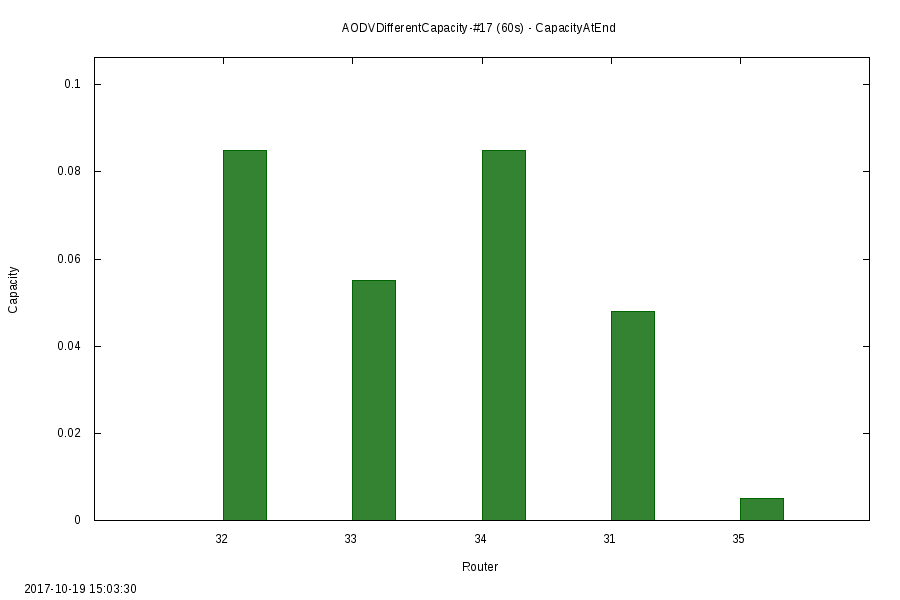 AODVDifferentCapacity-#17 (60s) - CapacityAtEnd
0.1
0.08
0.06
0.04
0.02
0
Capacity
32 33 34 31 35
Router
2017-10-19 15:03:30